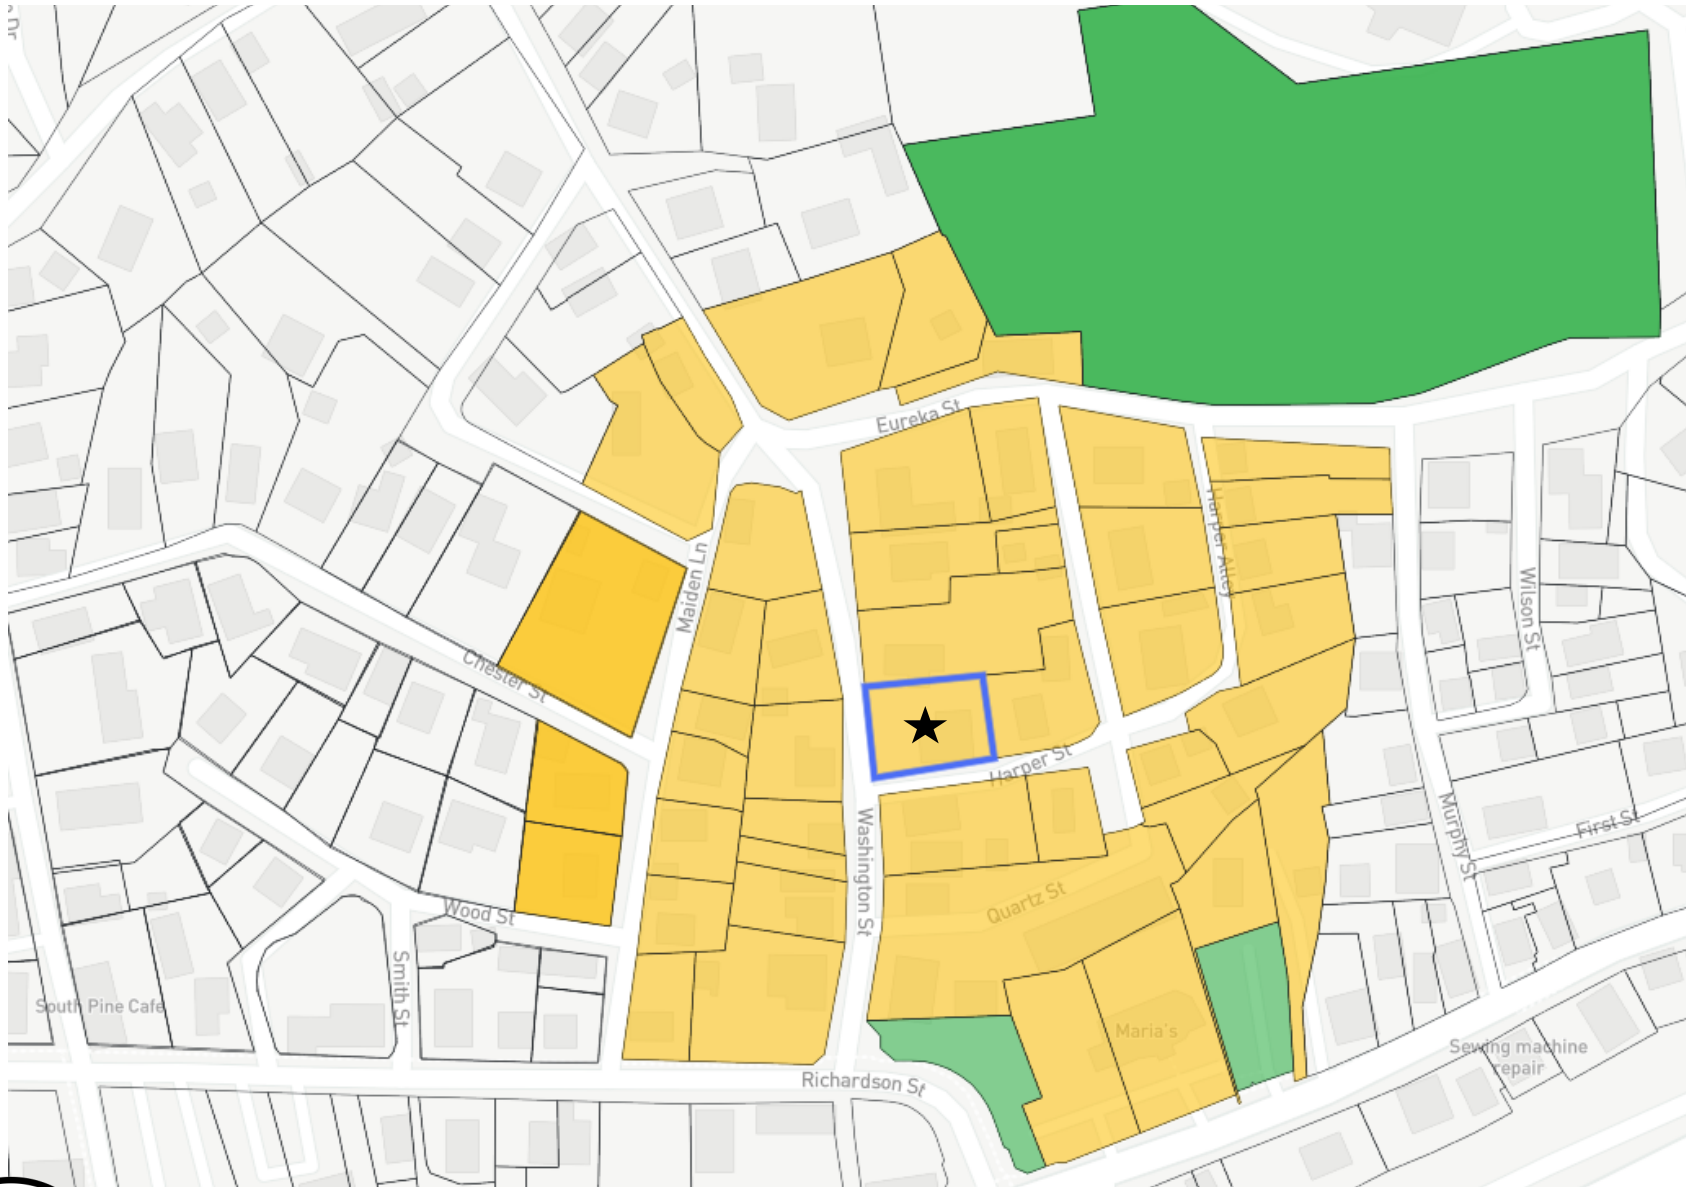 Eureka St
Harper Alley
Maiden Ln
Wilson St
Chester St
Harper St
Murphy St
First St
Washington St
Quartz St
Wood St
Smith St
South Pine Cafe
Maria's
Sewing machine
repair
Richardson St